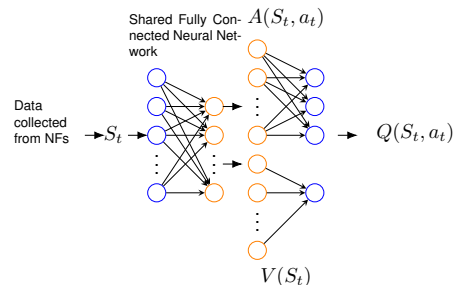 Shared Fully Con-
nected Neural Net-
work
A(S_t, a_t)
Data
collected
from NFs
S_t
Q(S_t, a_t)
V(S_t)